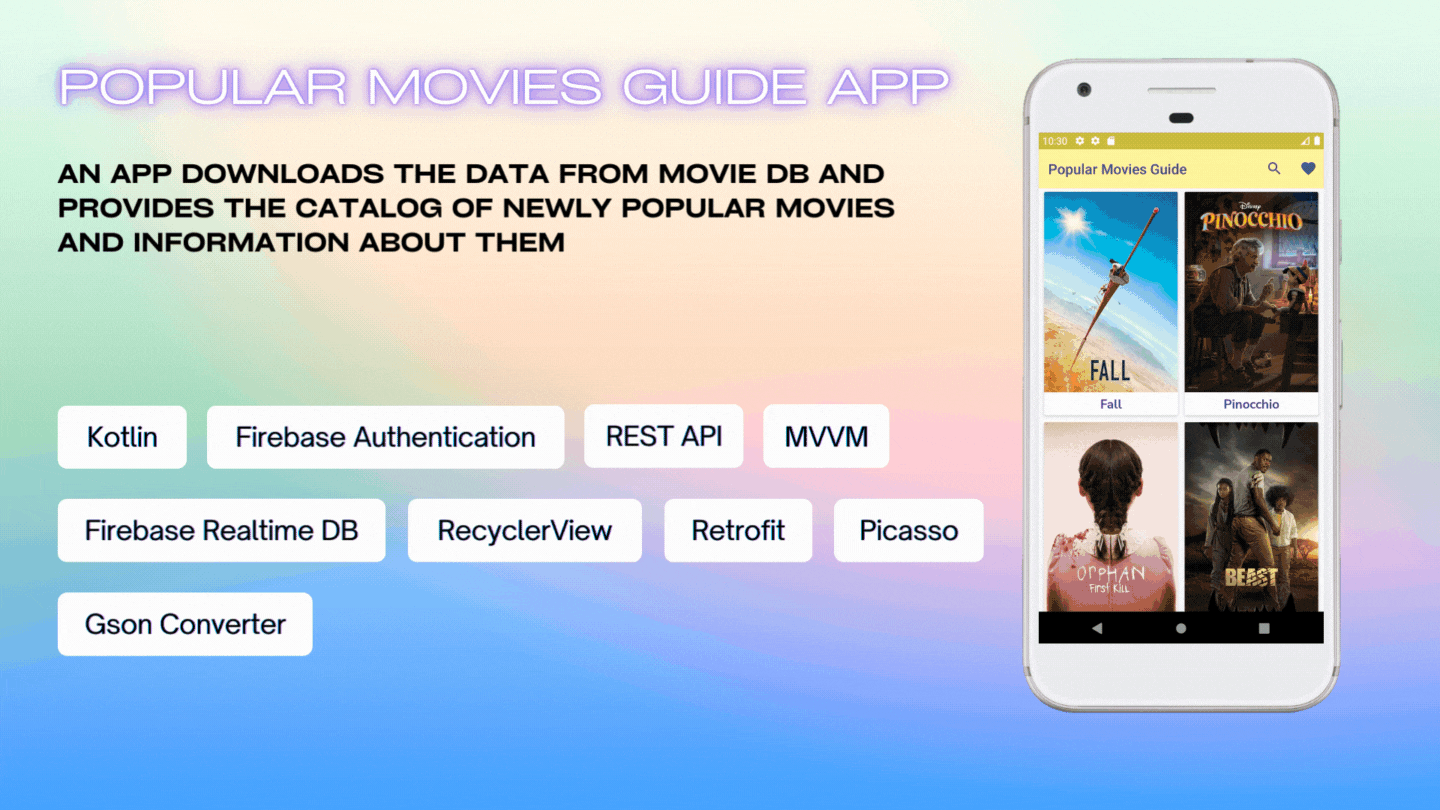 POPULAR MOVIES GUIDE APP
AN APP DOWNLOADS THE DATA FROM MOVIE DB AND
PROVIDES THE CATALOG OF NEWLY POPULAR MOVIES
AND INFORMATION ABOUT THEM
Kotlin
Firebase Authentication
REST API
MVVM
Firebase Realtime DB
RecyclerView
Retrofit
Picasso
Gson Converter
10:30
Popular Movies Guide
FALL
Fall
Disney
PINOCCHIO
Pinocchio
ORPHAN
First Kill
BEAST